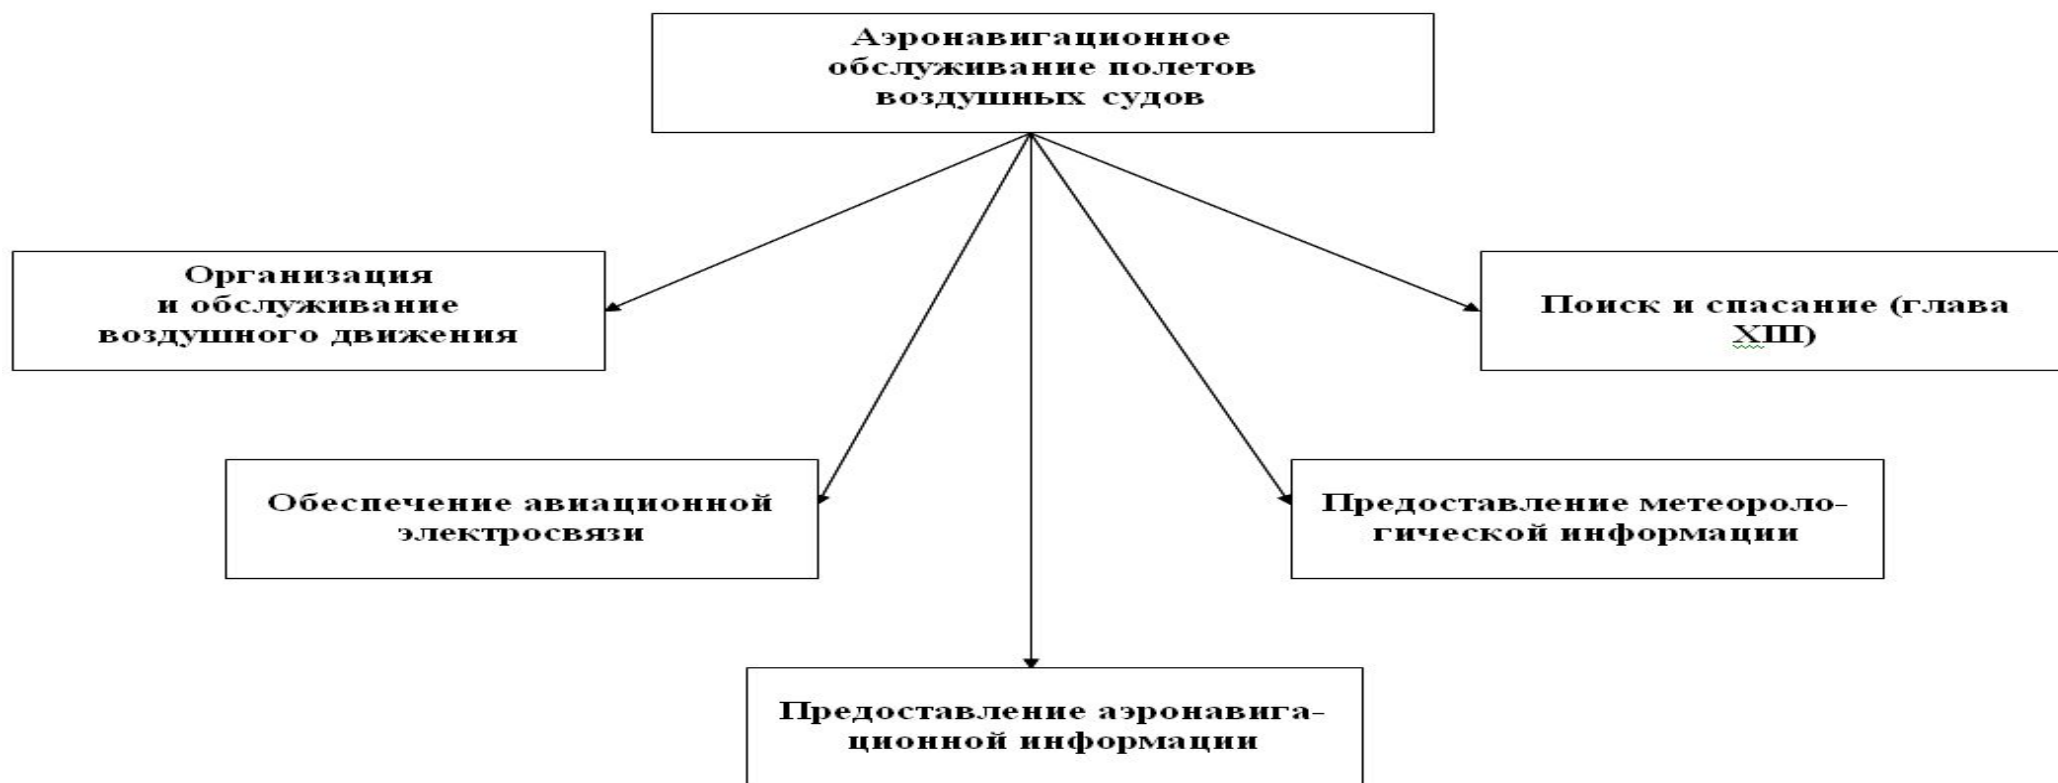 Аэронавигационное
обслуживание полетов
воздушных судов
Организация
и обслуживание
воздушного движения
Поиск и спасание (глава
XIII)
Обеспечение авиационной
электросвязи
Предоставление метеороло-
гической информации
Предоставление аэронавига-
ционной информации